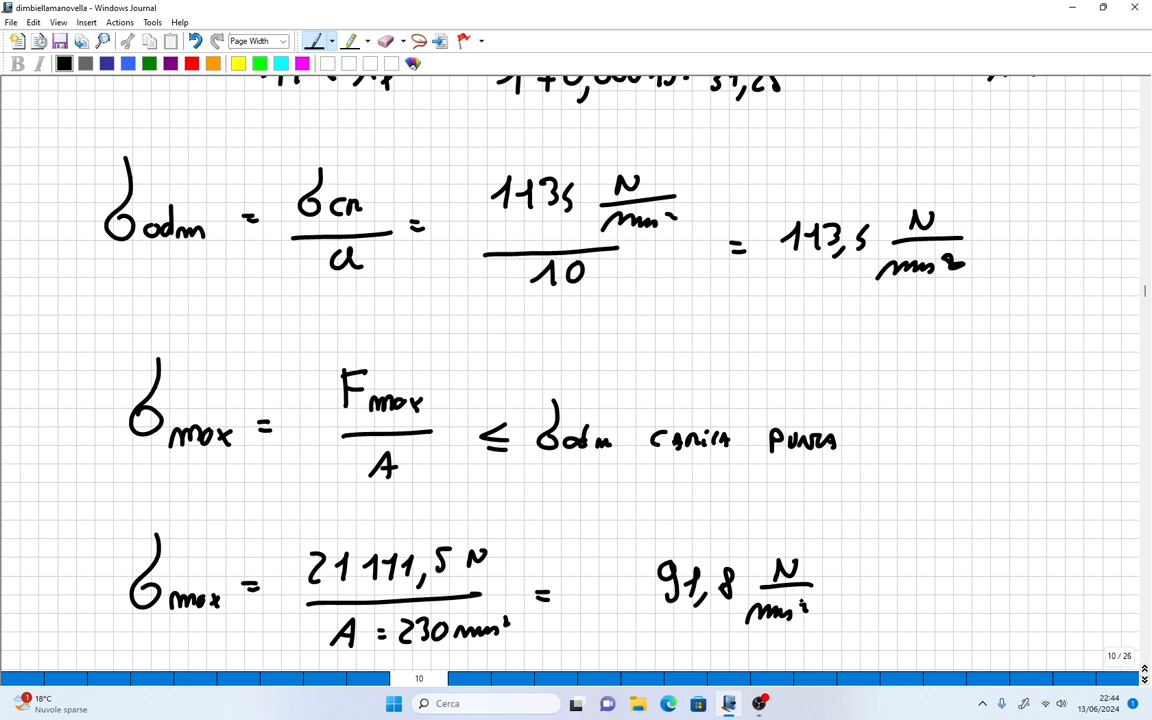 dimbiellamanovella - Windows Journal
File Edit View Insert Actions Tools Help
Page Width
B I
σadm = σcr / a = 1135 N/mm² / 10 = 113,5 N/mm²
σmax = Fmax / A ≤ σadm CARICA PUNTA
σmax = 21111,5 N / A = 230 mm² = 91,8 N/mm²
10 / 26
10
1
18°C
Nuvole sparse
Cerca
22:44
13/06/2024
1